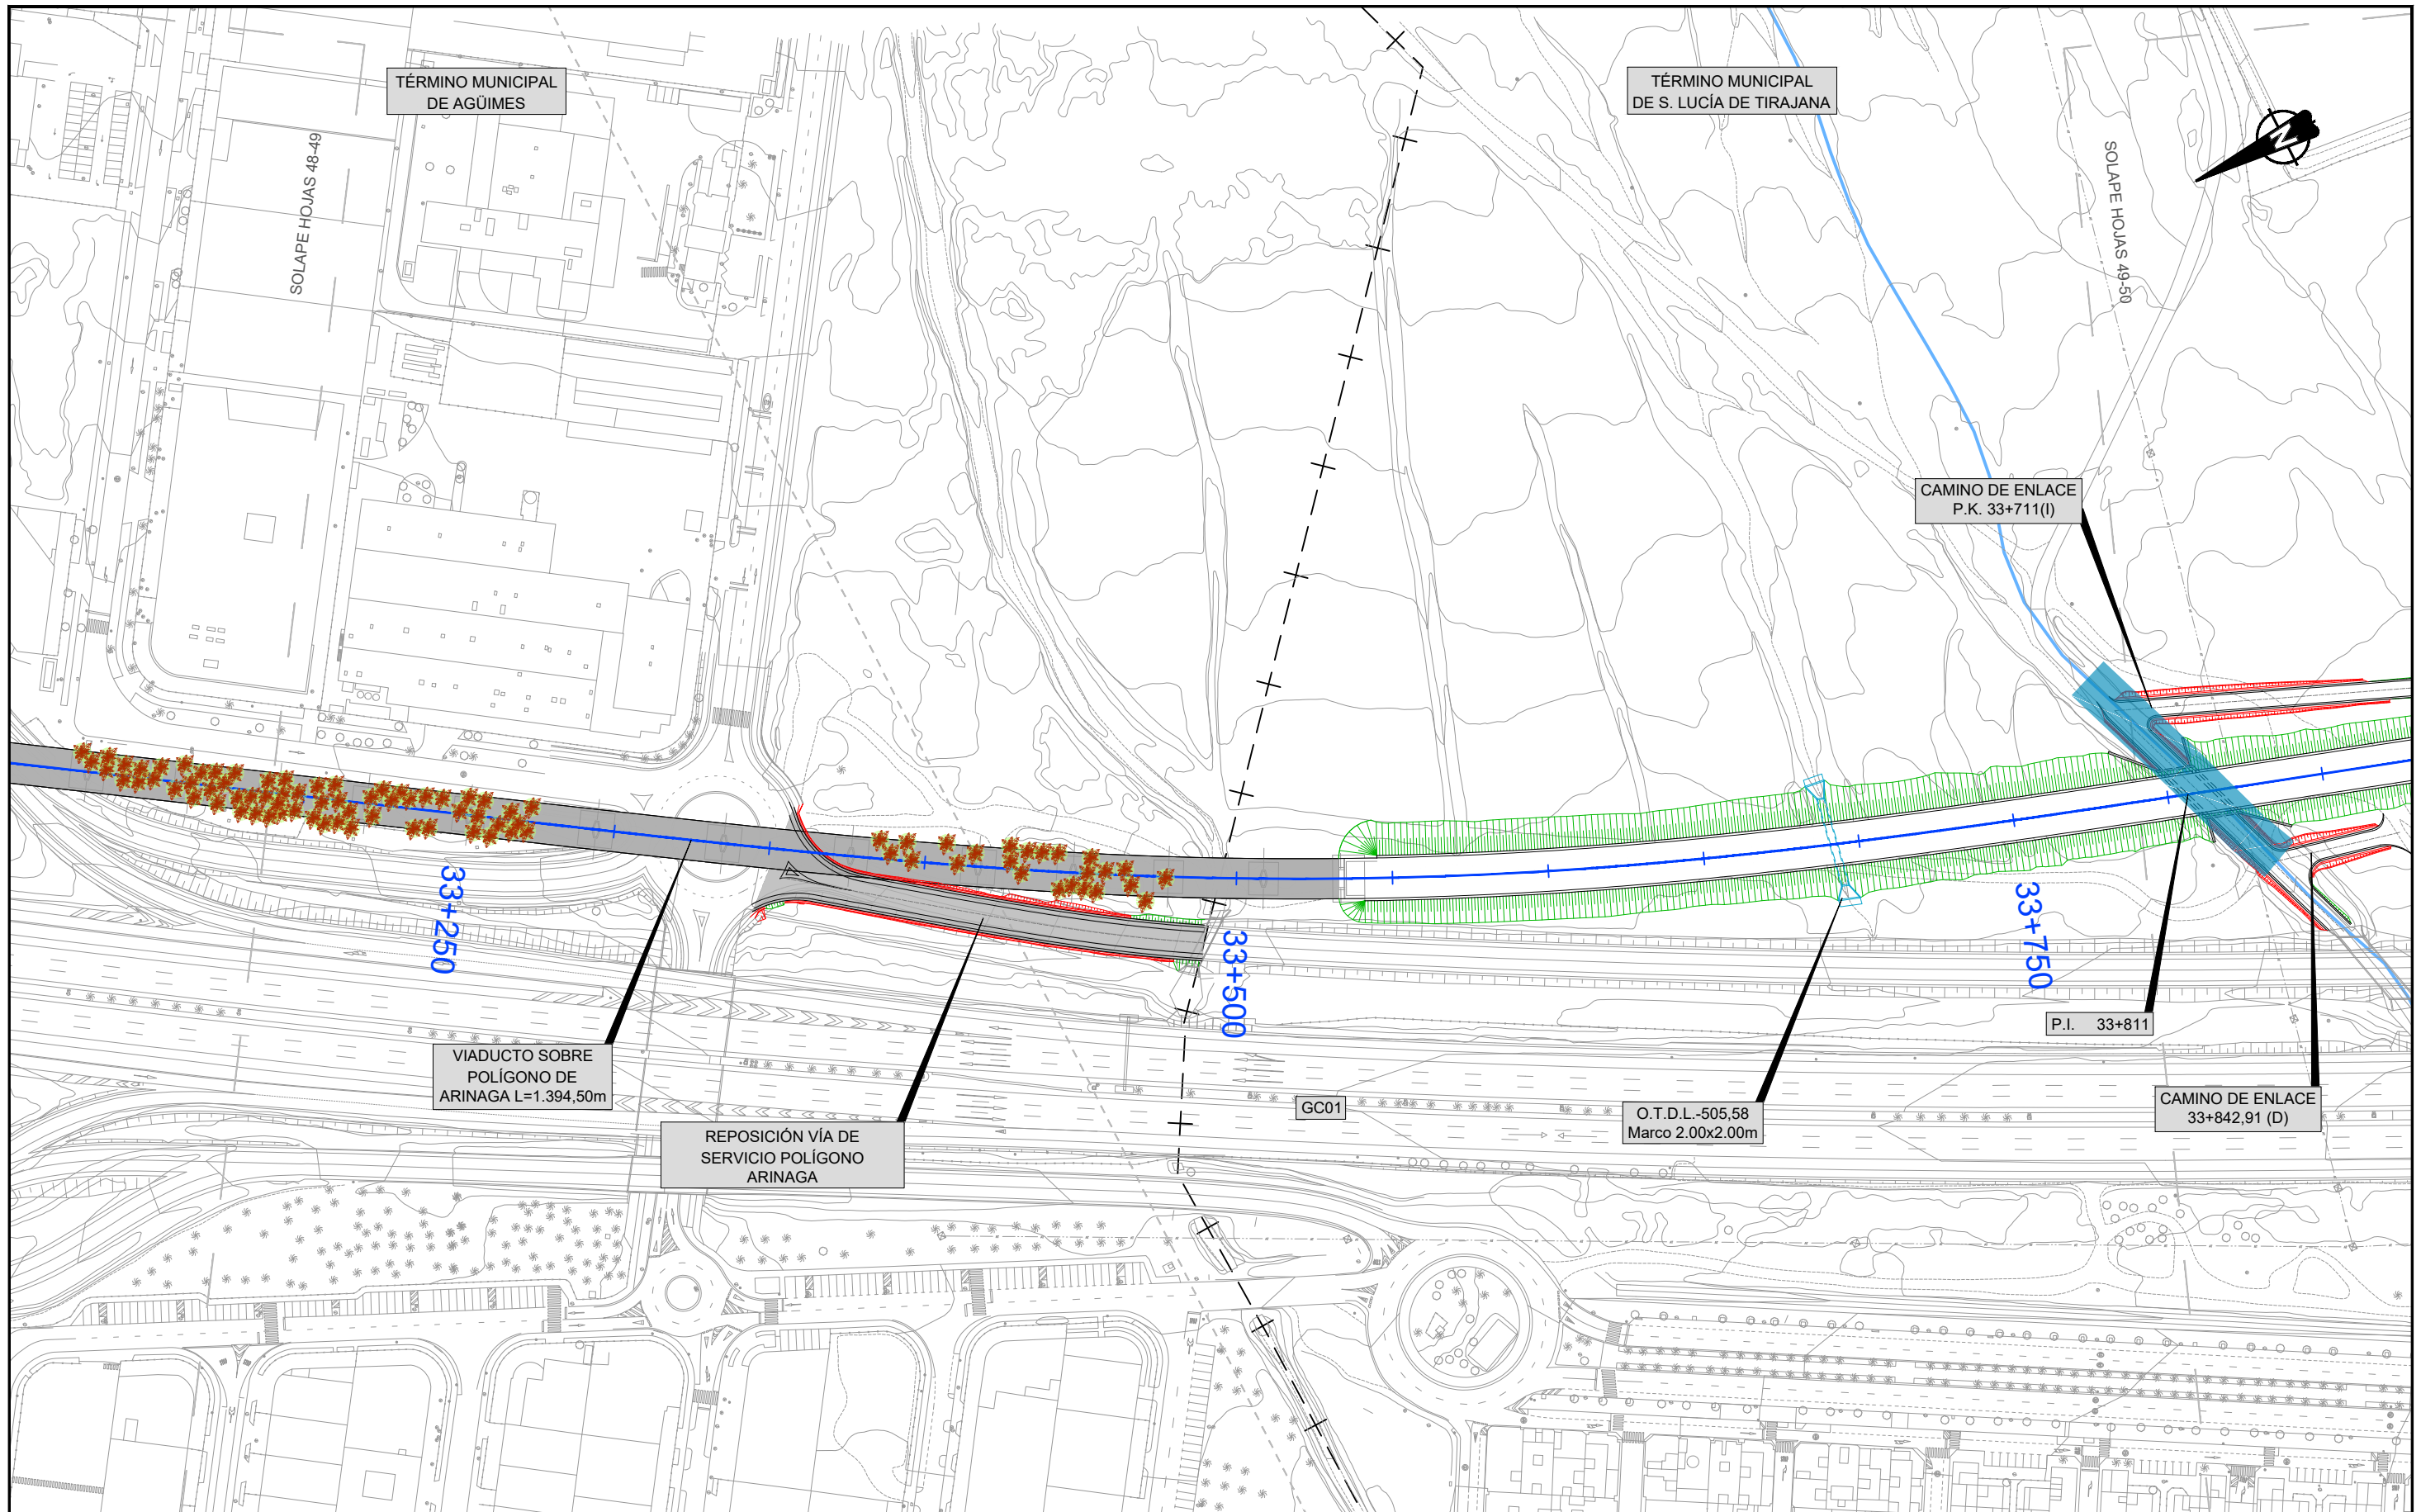 TÉRMINO MUNICIPAL
DE AGÜIMES
TÉRMINO MUNICIPAL
DE S. LUCÍA DE TIRAJANA
N
SOLAPE HOJAS 48-49
SOLAPE HOJAS 49-50
CAMINO DE ENLACE
P.K. 33+711(I)
33+250
33+500
33+750
P.I. 33+811
VIADUCTO SOBRE
POLÍGONO DE
ARINAGA L=1.394,50m
GC01
O.T.D.L.-505,58
Marco 2.00x2.00m
CAMINO DE ENLACE
33+842,91 (D)
REPOSICIÓN VÍA DE
SERVICIO POLÍGONO
ARINAGA